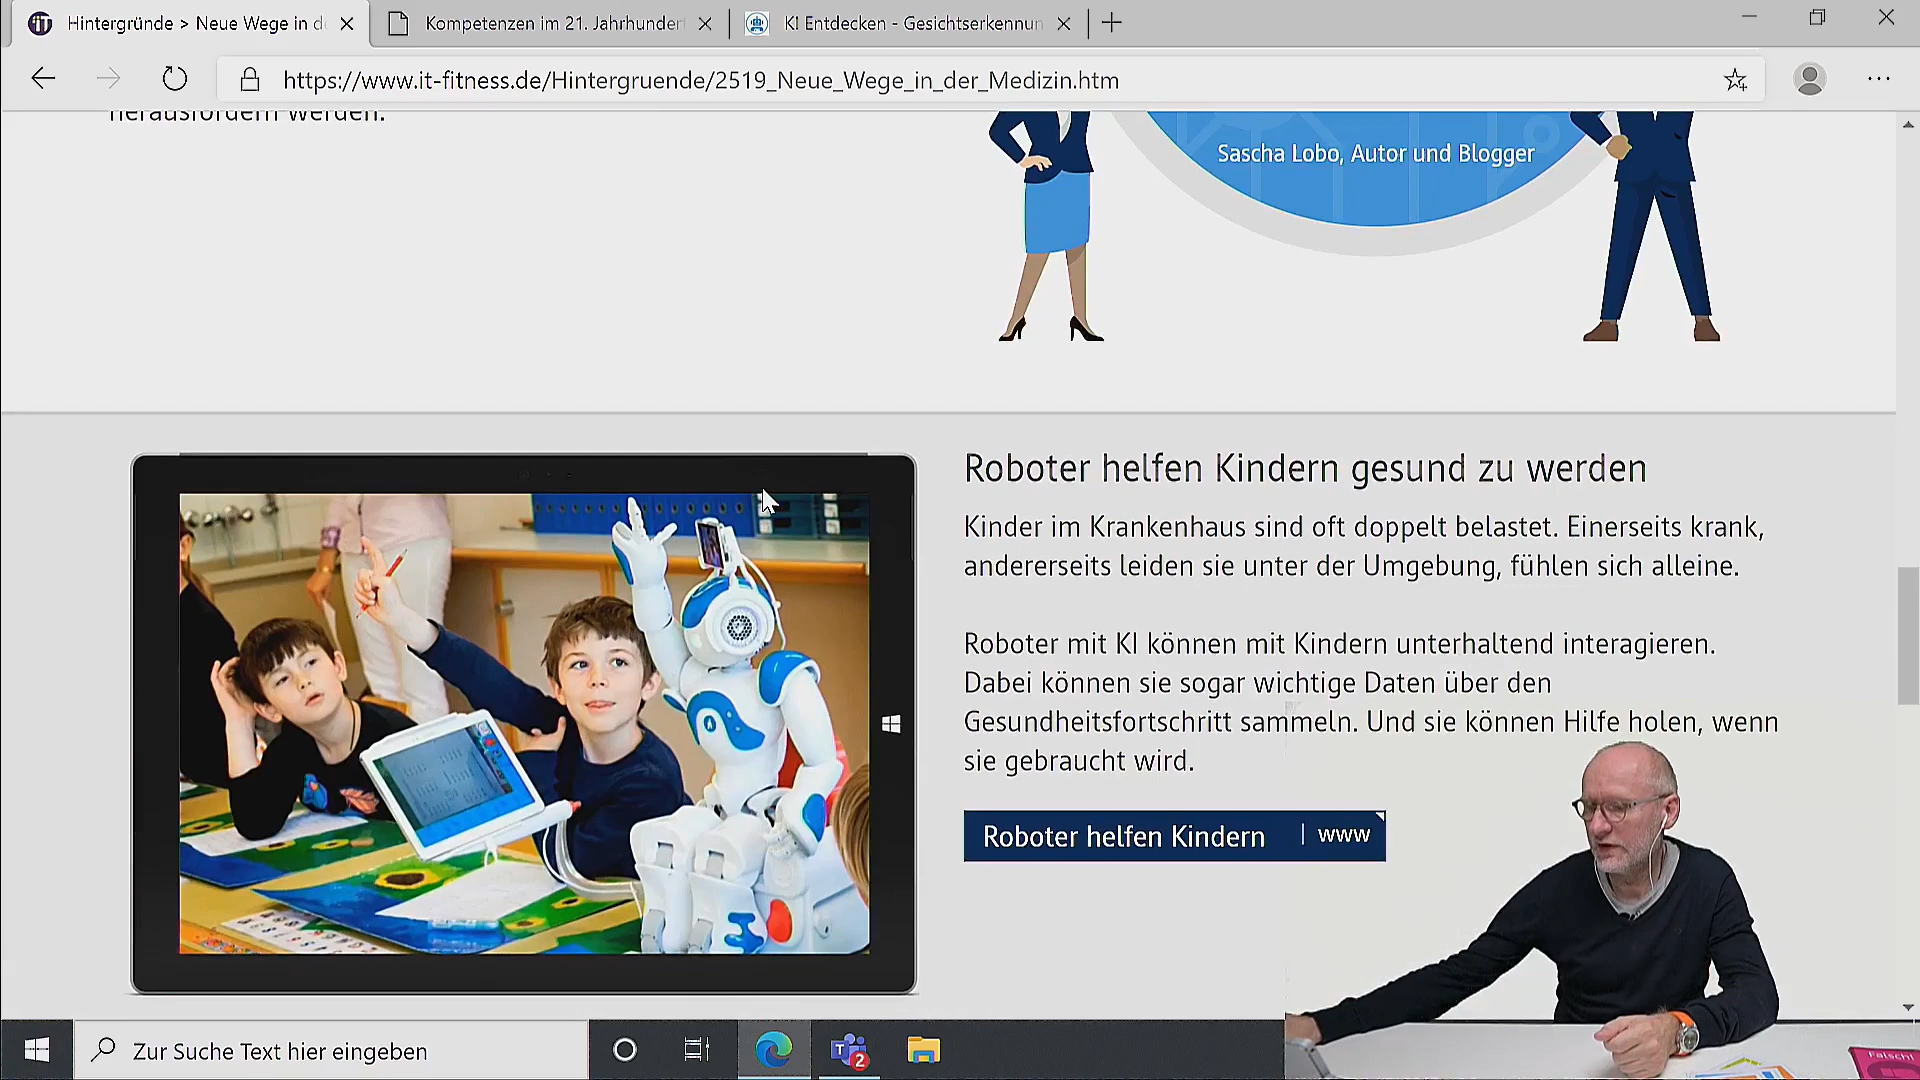 Hintergründe > Neue Wege in d
Kompetenzen im 21. Jahrhundert
KI Entdecken - Gesichtserkennun
https://www.it-fitness.de/Hintergruende/2519_Neue_Wege_in_der_Medizin.htm
herausfordern werden.
Sascha Lobo, Autor und Blogger
Roboter helfen Kindern gesund zu werden
Kinder im Krankenhaus sind oft doppelt belastet. Einerseits krank,
andererseits leiden sie unter der Umgebung, fühlen sich alleine.
Roboter mit KI können mit Kindern unterhaltend interagieren.
Dabei können sie sogar wichtige Daten über den
Gesundheitsfortschritt sammeln. Und sie können Hilfe holen, wenn
sie gebraucht wird.
Roboter helfen Kindern | www
Falsch!
Zur Suche Text hier eingeben
T
2